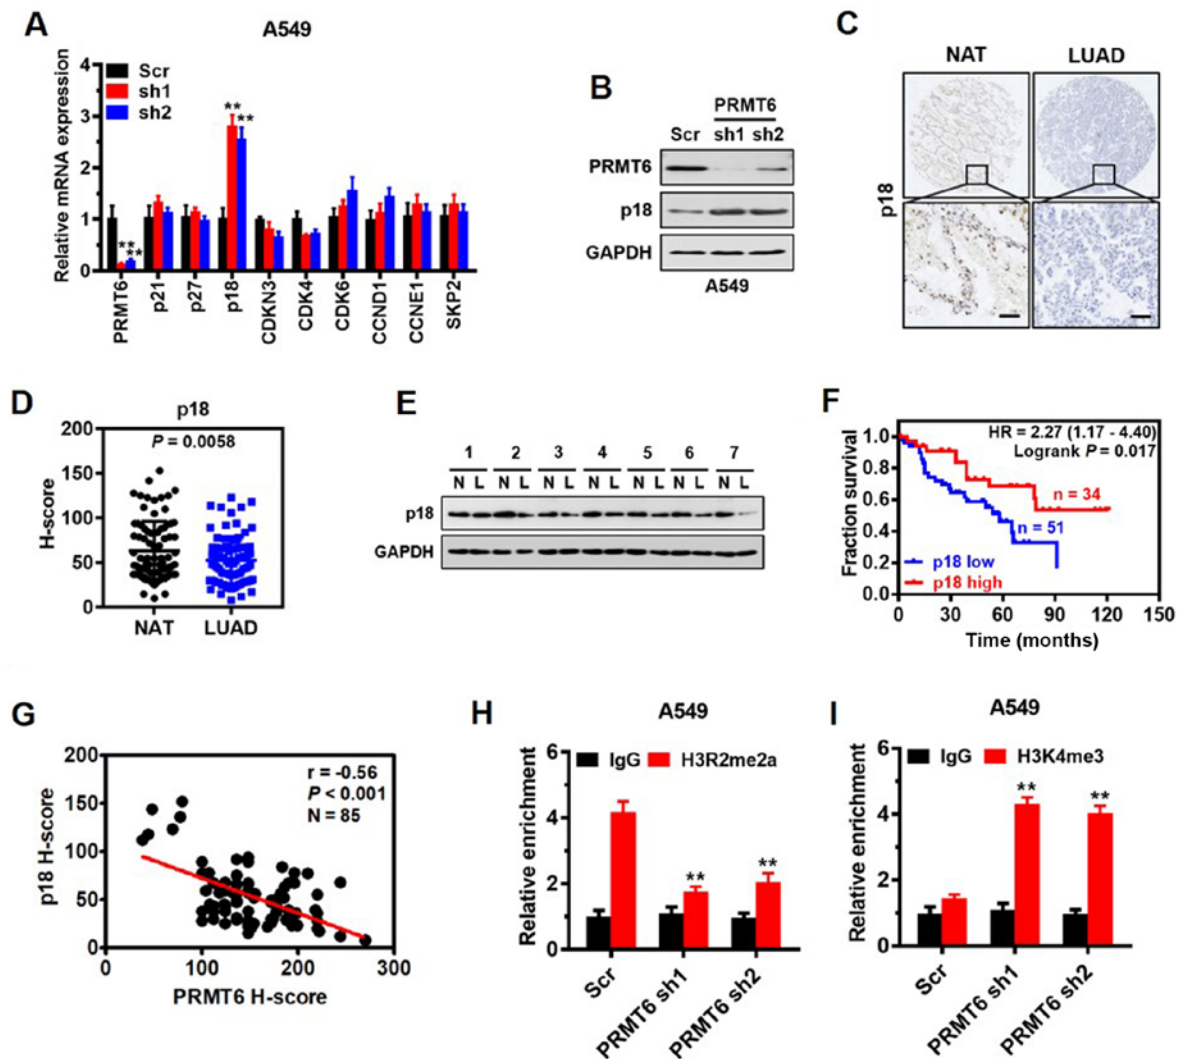 A
A549
Relative mRNA expression
4
3
2
1
0
Scr
sh1
sh2
**
**
**
**
PRMT6
p21
p27
p18
CDKN3
CDK4
CDK6
CCND1
CCNE1
SKP2
B
PRMT6
Scr sh1 sh2
PRMT6
p18
GAPDH
A549
C
NAT LUAD
p18
D
p18
H-score
200
150
100
50
0
P = 0.0058
NAT LUAD
E
1 2 3 4 5 6 7
N L N L N L N L N L N L N L
p18
GAPDH
F
Fraction survival
1.0
0.8
0.6
0.4
0.2
0.0
HR = 2.27 (1.17 - 4.40)
Logrank P = 0.017
n = 34
n = 51
p18 low
p18 high
0 30 60 90 120 150
Time (months)
G
p18 H-score
200
150
100
50
0
r = -0.56
P < 0.001
N = 85
0 100 200 300
PRMT6 H-score
H
A549
Relative enrichment
6
4
2
0
IgG H3R2me2a
**
**
Scr
PRMT6 sh1
PRMT6 sh2
I
A549
Relative enrichment
6
4
2
0
IgG H3K4me3
**
**
Scr
PRMT6 sh1
PRMT6 sh2